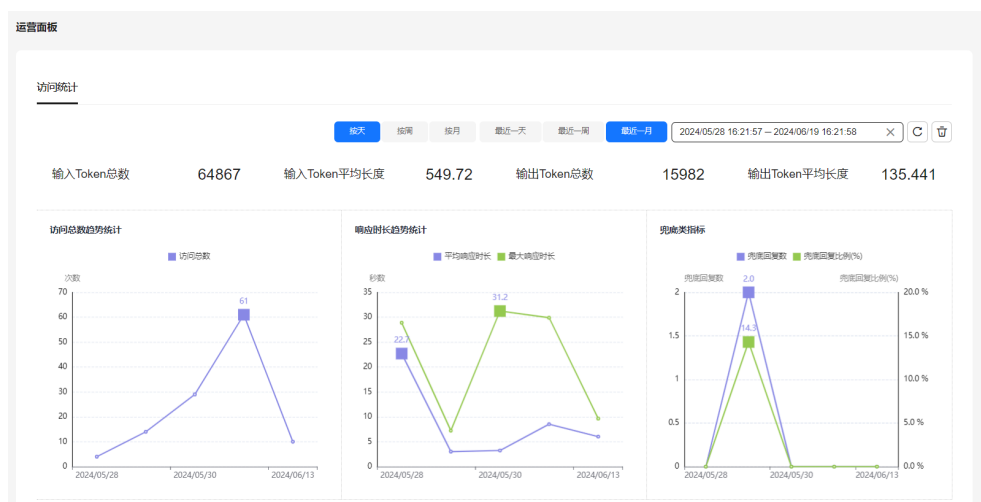 运营面板
访问统计
按天 按周 按月 最近一天 最近一周 最近一月 2024/05/28 16:21:57 – 2024/06/19 16:21:58
输入Token总数 64867 输入Token平均长度 549.72 输出Token总数 15982 输出Token平均长度 135.441
访问总数趋势统计
访问总数
次数
70
60
50
40
30
20
10
0
61
2024/05/28 2024/05/30 2024/06/13
响应时长趋势统计
平均响应时长 最大响应时长
秒数
35
30
25
20
15
10
5
0
31.2
22.7
2024/05/28 2024/05/30 2024/06/13
兜底类指标
兜底回复数 兜底回复比例(%)
兜底回复数 2.0 兜底回复比例(%)
2 20.0 %
1.5 14.3 15.0 %
1 10.0 %
0.5 5.0 %
0 0.0 %
2024/05/28 2024/05/30 2024/06/13